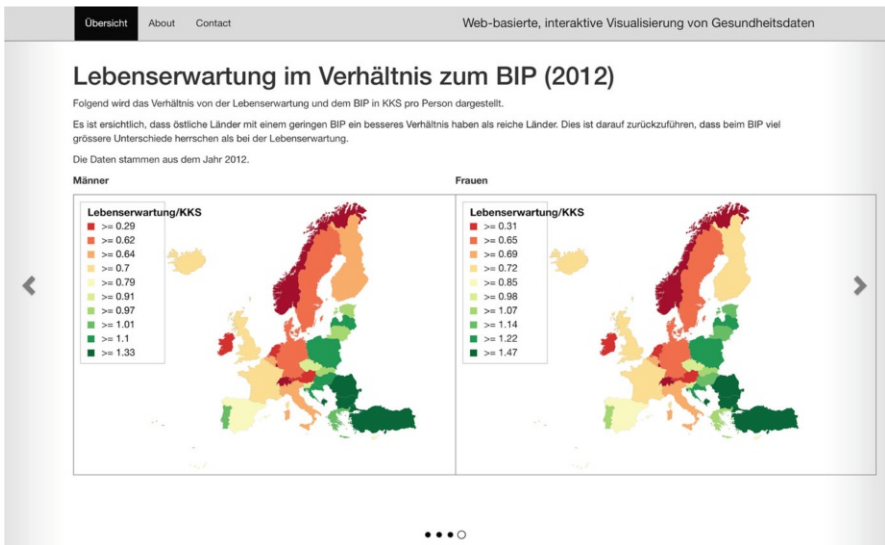 Übersicht About Contact Web-basierte, interaktive Visualisierung von Gesundheitsdaten
Lebenserwartung im Verhältnis zum BIP (2012)
Folgend wird das Verhältnis von der Lebenserwartung und dem BIP in KKS pro Person dargestellt.
Es ist ersichtlich, dass östliche Länder mit einem geringen BIP ein besseres Verhältnis haben als reiche Länder. Dies ist darauf zurückzuführen, dass beim BIP viel
grössere Unterschiede herrschen als bei der Lebenserwartung.
Die Daten stammen aus dem Jahr 2012.
Männer
Lebenserwartung/KKS
>= 0.29
>= 0.62
>= 0.64
>= 0.7
>= 0.79
>= 0.91
>= 0.97
>= 1.01
>= 1.1
>= 1.33
Frauen
Lebenserwartung/KKS
>= 0.31
>= 0.65
>= 0.69
>= 0.72
>= 0.85
>= 0.98
>= 1.07
>= 1.14
>= 1.22
>= 1.47